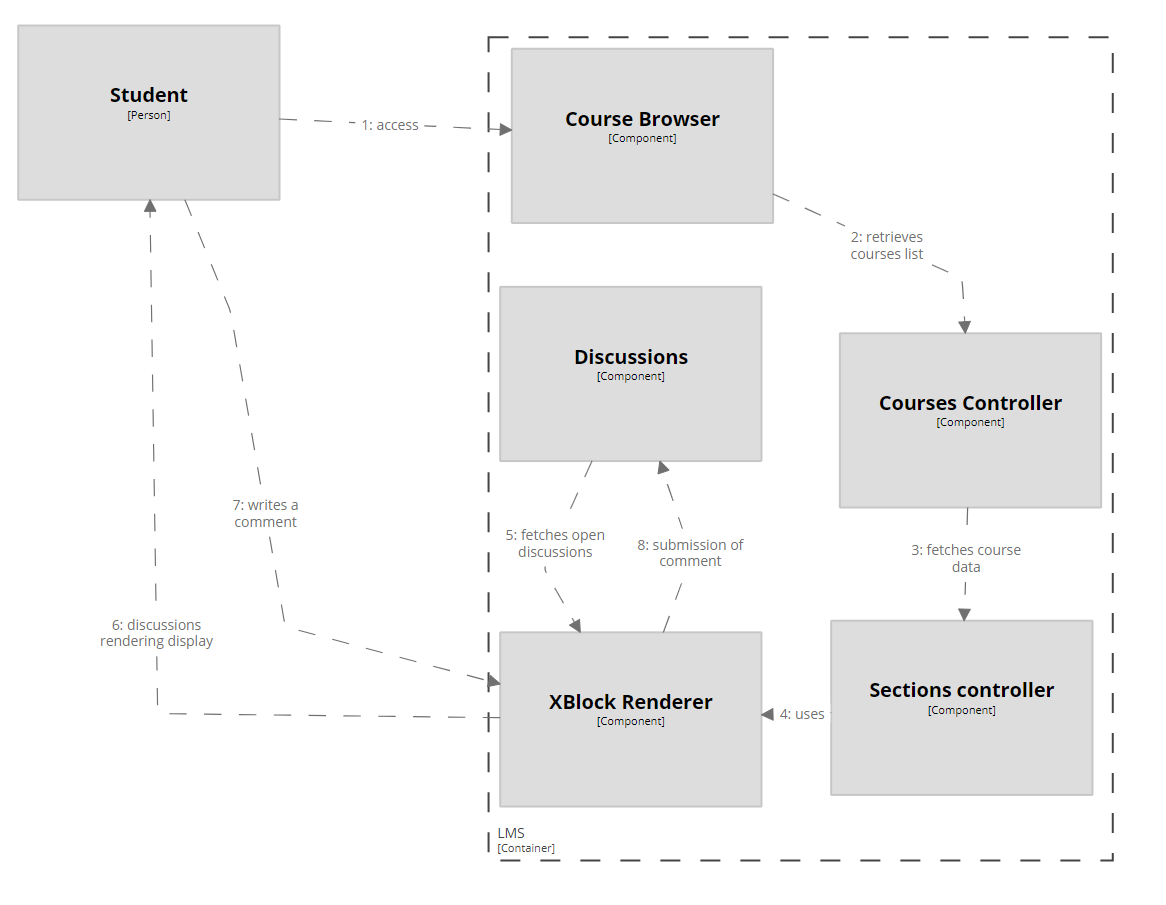 Student
[Person]
1: access
Course Browser
[Component]
2: retrieves
courses list
Discussions
[Component]
Courses Controller
[Component]
7: writes a
comment
5: fetches open
discussions
8: submission of
comment
3: fetches course
data
6: discussions
rendering display
XBlock Renderer
[Component]
4: uses
Sections controller
[Component]
LMS
[Container]